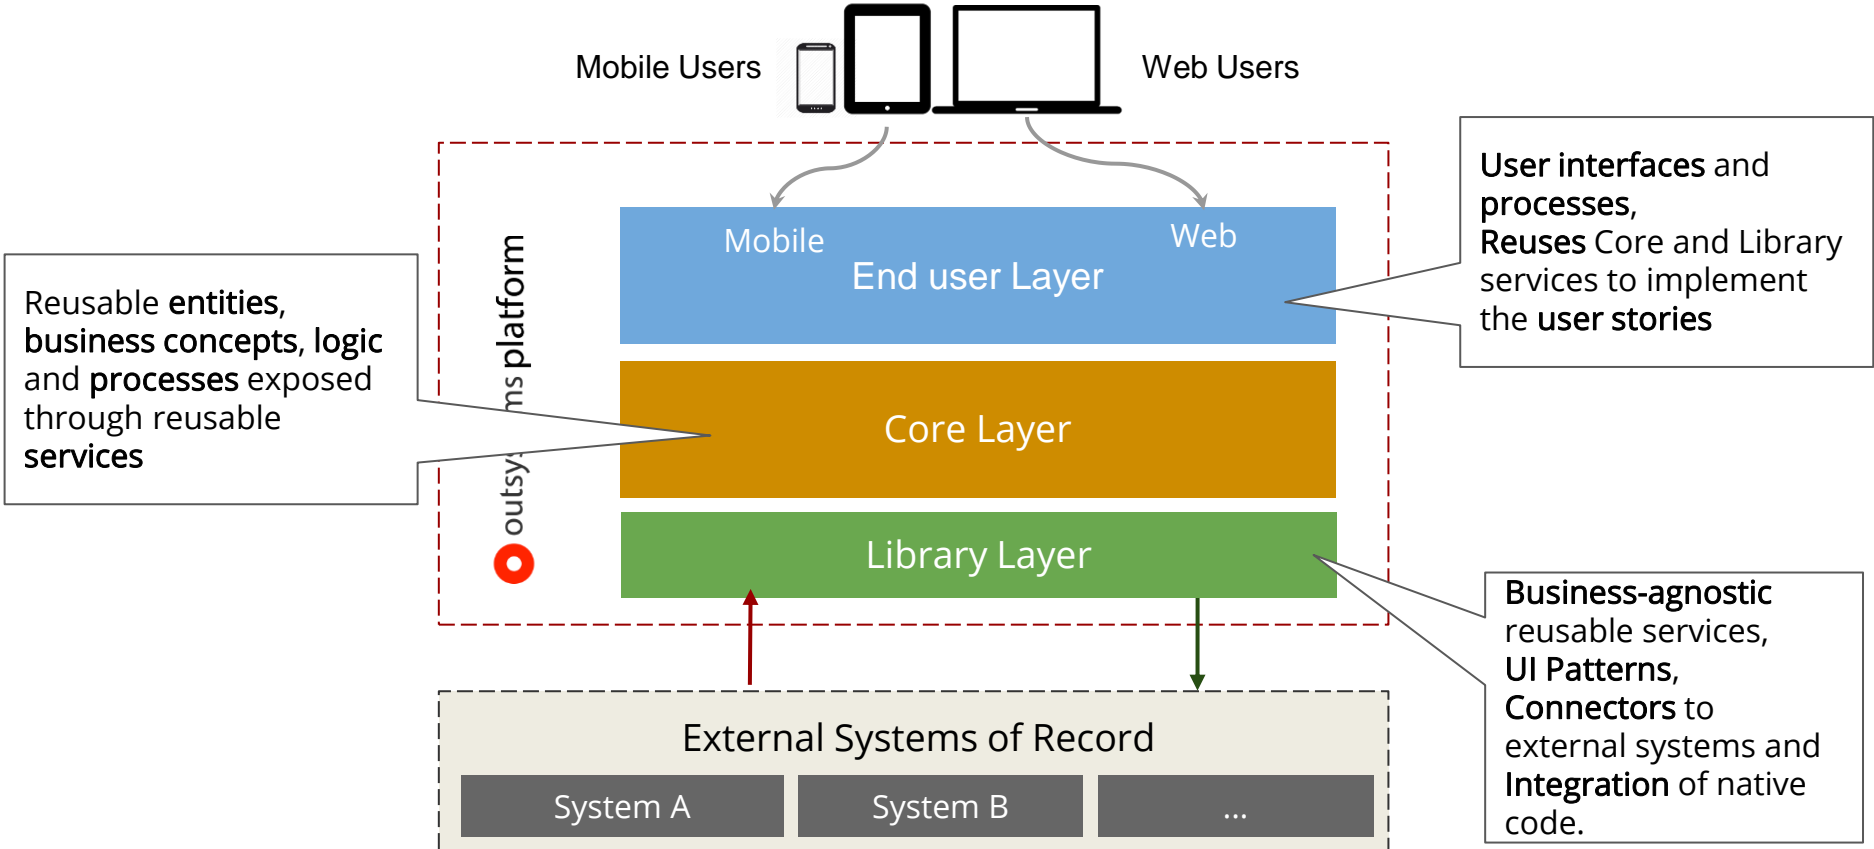 Mobile Users
Web Users
User interfaces and
processes,
Reuses Core and Library
services to implement
the user stories
Mobile
Web
End user Layer
outsystems platform
Reusable entities,
business concepts, logic
and processes exposed
through reusable
services
Core Layer
Library Layer
Business-agnostic
reusable services,
UI Patterns,
Connectors to
external systems and
Integration of native
code.
External Systems of Record
System A
System B
...